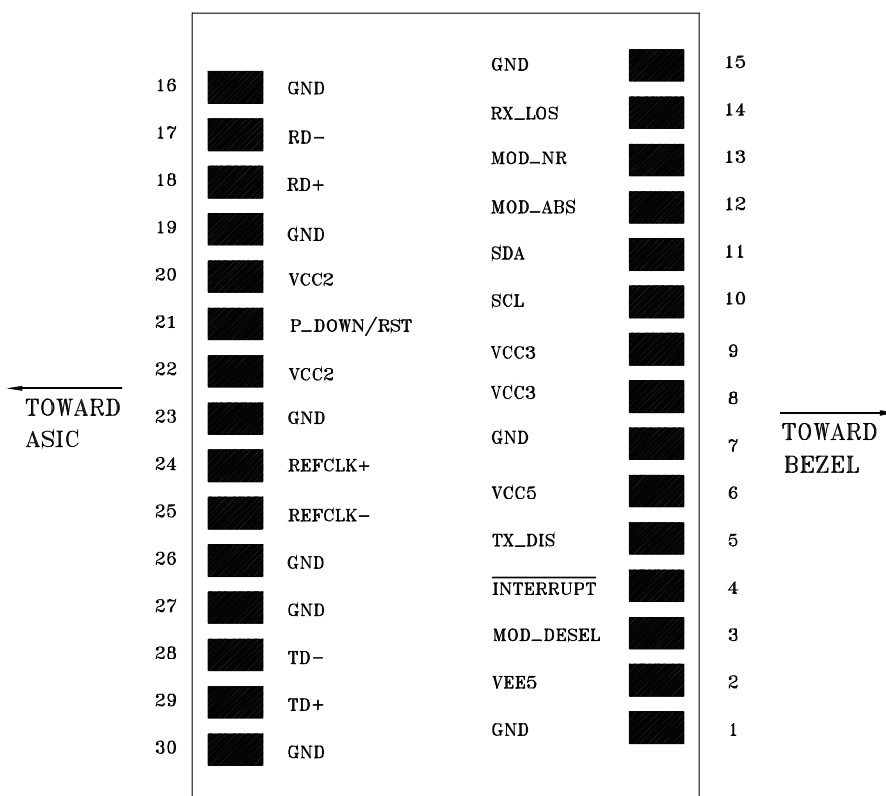 GND 15
16 GND
RX_LOS 14
17 RD-
MOD_NR 13
18 RD+
MOD_ABS 12
19 GND
SDA 11
20 VCC2
SCL 10
21 P_DOWN/RST
VCC3 9
22 VCC2
VCC3 8
TOWARD
ASIC
23 GND
GND 7
TOWARD
BEZEL
24 REFCLK+
VCC5 6
25 REFCLK-
TX_DIS 5
26 GND
INTERRUPT 4
27 GND
MOD_DESEL 3
28 TD-
VEE5 2
29 TD+
GND 1
30 GND